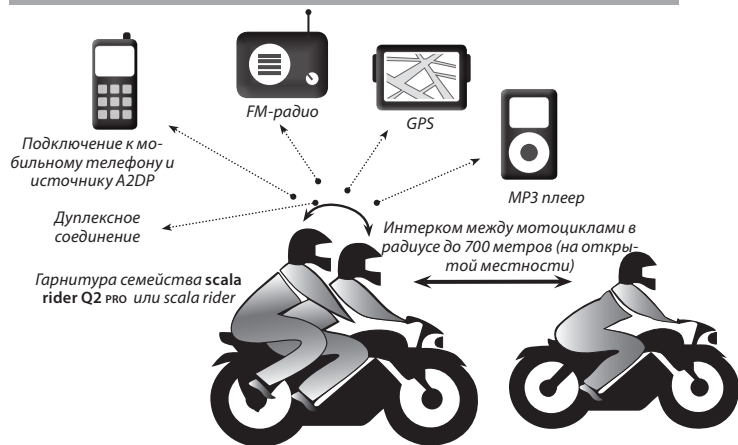 FM-радио
GPS
Подключение к мо-
бильному телефону и
источнику A2DP
MP3 плеер
Дуплексное
соединение
Интерком между мотоциклами в
радиусе до 700 метров (на откры-
той местности)
Гарнитура семейства scala
rider Q2 PRO или scala rider